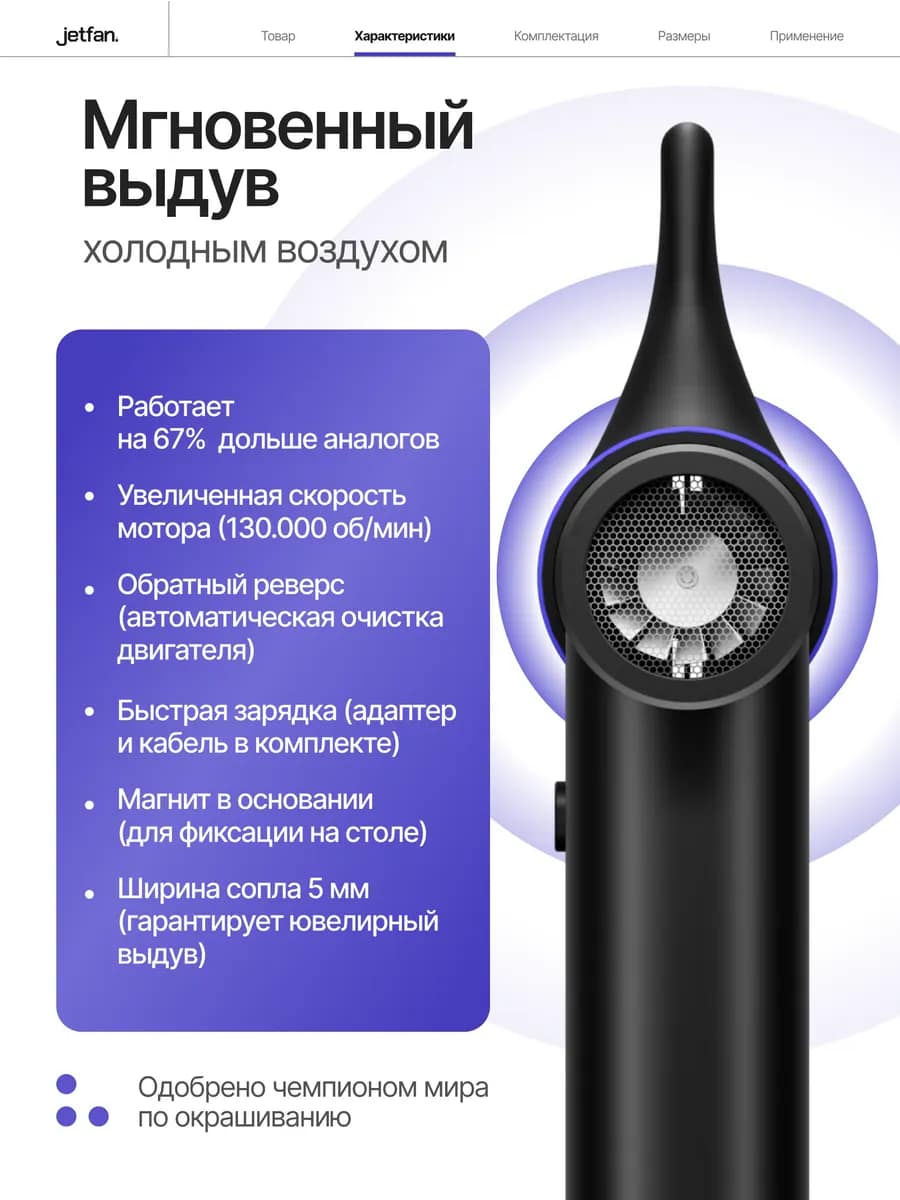 jetfan.
Товар
Характеристики
Комплектация
Размеры
Применение
Мгновенный
выдув
холодным воздухом
• Работает
на 67% дольше аналогов
• Увеличенная скорость
мотора (130.000 об/мин)
• Обратный реверс
(автоматическая очистка
двигателя)
• Быстрая зарядка (адаптер
и кабель в комплекте)
• Магнит в основании
(для фиксации на столе)
• Ширина сопла 5 мм
(гарантирует ювелирный
выдув)
Одобрено чемпионом мира
по окрашиванию